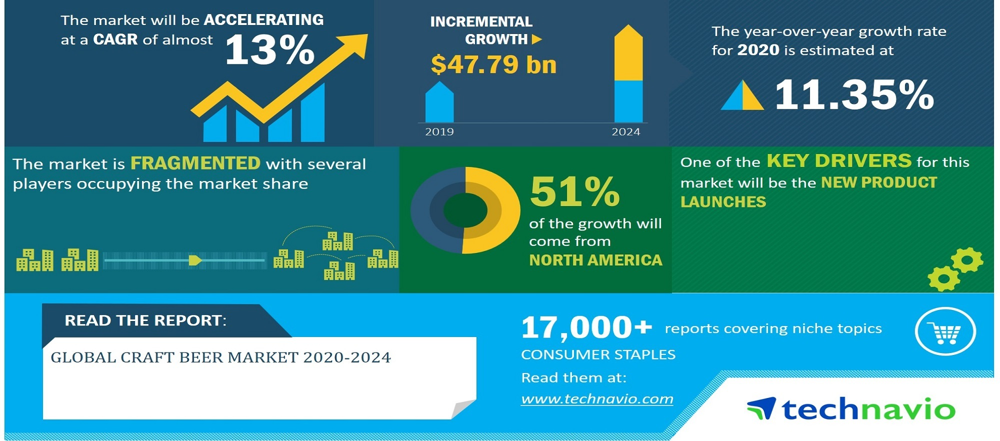 The market will be ACCELERATING
at a CAGR of almost
13%
INCREMENTAL
GROWTH
$47.79 bn
2019
2024
The year-over-year growth rate
for 2020 is estimated at
11.35%
The market is FRAGMENTED with several
players occupying the market share
51%
of the growth will
come from
NORTH AMERICA
One of the KEY DRIVERS for this
market will be the NEW PRODUCT
LAUNCHES
READ THE REPORT:
GLOBAL CRAFT BEER MARKET 2020-2024
17,000+ reports covering niche topics
CONSUMER STAPLES
Read them at:
www.technavio.com
technavio